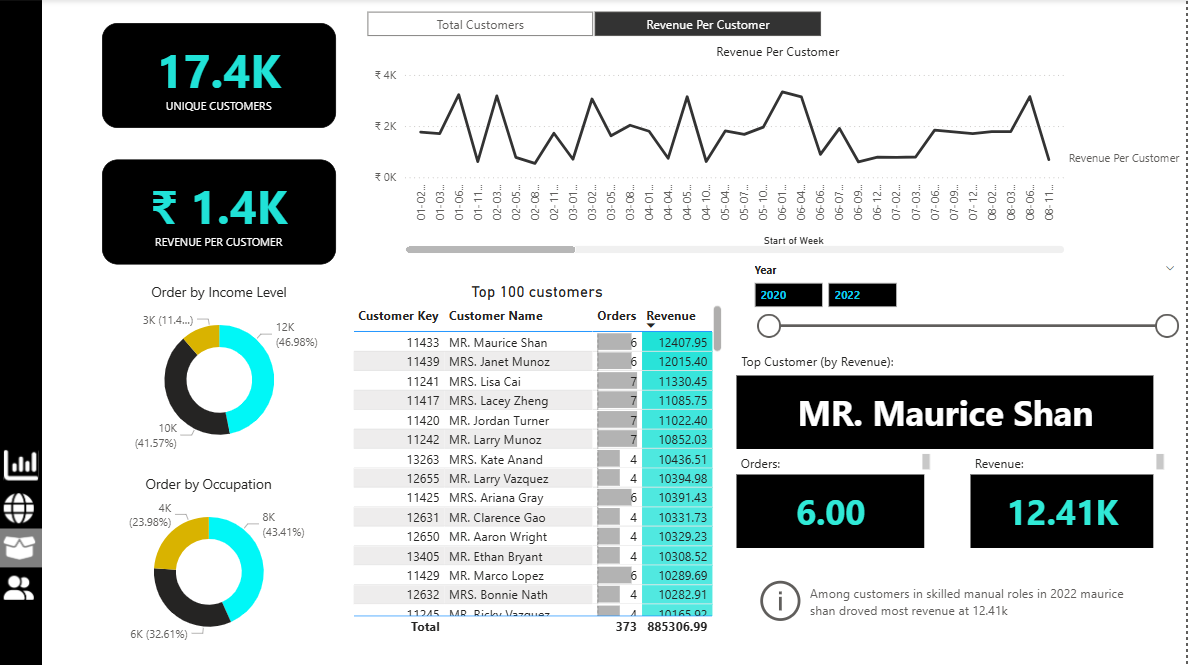 17.4K
UNIQUE CUSTOMERS
₹ 1.4K
REVENUE PER CUSTOMER
Total Customers
Revenue Per Customer
Revenue Per Customer
₹ 4K
₹ 2K
₹ 0K
Revenue Per Customer
01-02... 01-03... 01-06... 01-11... 02-03... 02-05... 02-08... 02-11... 03-01... 03-02... 03-05... 03-08... 04-01... 04-04... 04-05... 04-10... 05-04... 05-07... 05-10... 06-01... 06-04... 06-06... 06-07... 06-09... 06-12... 07-02... 07-03... 07-06... 07-09... 07-12... 08-02... 08-03... 08-06... 08-11...
Start of Week
Order by Income Level
3K (11.4...)
12K
(46.98%)
10K
(41.57%)
Order by Occupation
4K
(23.98%)
8K
(43.41%)
6K (32.61%)
Top 100 customers
Customer Key Customer Name Orders Revenue
11433 MR. Maurice Shan 6 12407.95
11439 MRS. Janet Munoz 6 12015.40
11241 MRS. Lisa Cai 7 11330.45
11417 MRS. Lacey Zheng 7 11085.75
11420 MR. Jordan Turner 7 11022.40
11242 MR. Larry Munoz 7 10852.03
13263 MRS. Kate Anand 4 10436.51
12655 MR. Larry Vazquez 4 10394.98
11425 MRS. Ariana Gray 6 10391.43
12631 MR. Clarence Gao 4 10331.73
12650 MR. Aaron Wright 4 10329.23
13405 MR. Ethan Bryant 4 10308.52
11429 MR. Marco Lopez 6 10289.69
12632 MRS. Bonnie Nath 4 10282.91
11245 MR. Ricky Vazquez 4 10165.92
Total 373 885306.99
Year
2020 2022
Top Customer (by Revenue):
MR. Maurice Shan
Orders:
6.00
Revenue:
12.41K
Among customers in skilled manual roles in 2022 maurice
shan droved most revenue at 12.41k